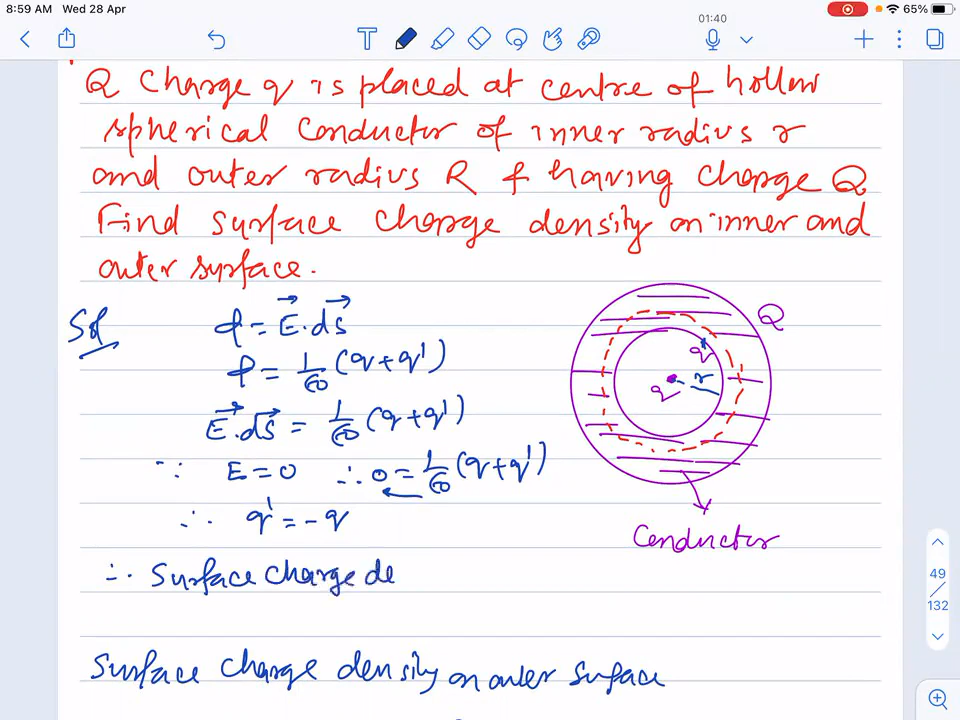 8:59 AM Wed 28 Apr
65%
01:40
T
Q Charge q is placed at centre of hollow
spherical conductor of inner radius r
and outer radius R & having charge Q
Find surface charge density on inner and
outer surface.
Sol
ϕ = E⃗.ds⃗
ϕ = 1/ε0 (q+q')
E⃗.ds⃗ = 1/ε0 (q+q')
∵ E=0 ∴ 0 = 1/ε0 (q+q')
∴ q' = -q
∴ Surface charge de
Surface charge density on outer surface
Q
q'
q
r
Conductor
49
/
132